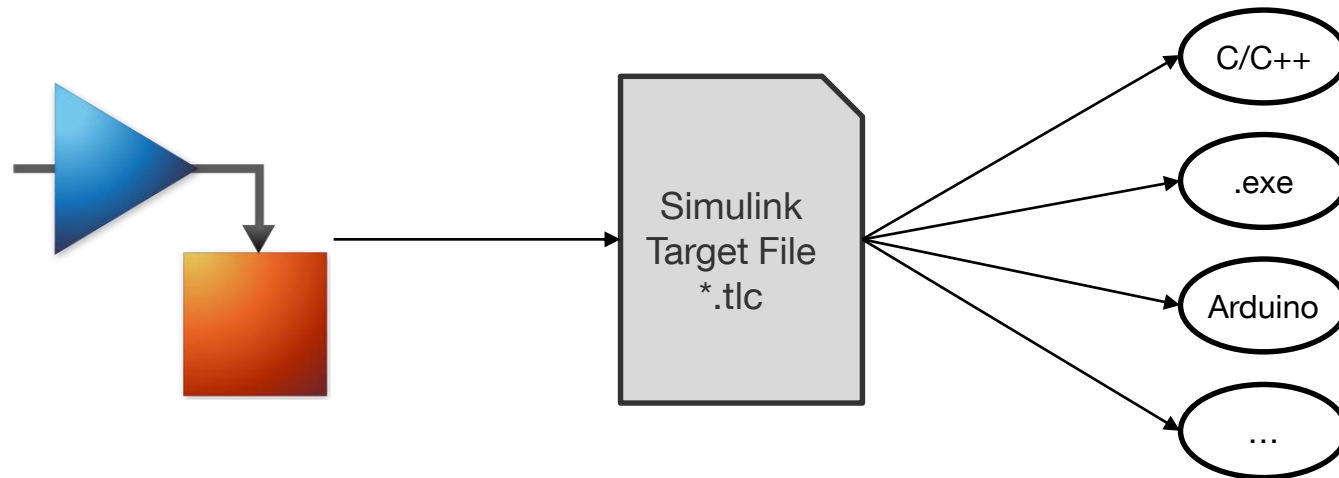 Simulink
Target File
*.tlc
C/C++
.exe
Arduino
...